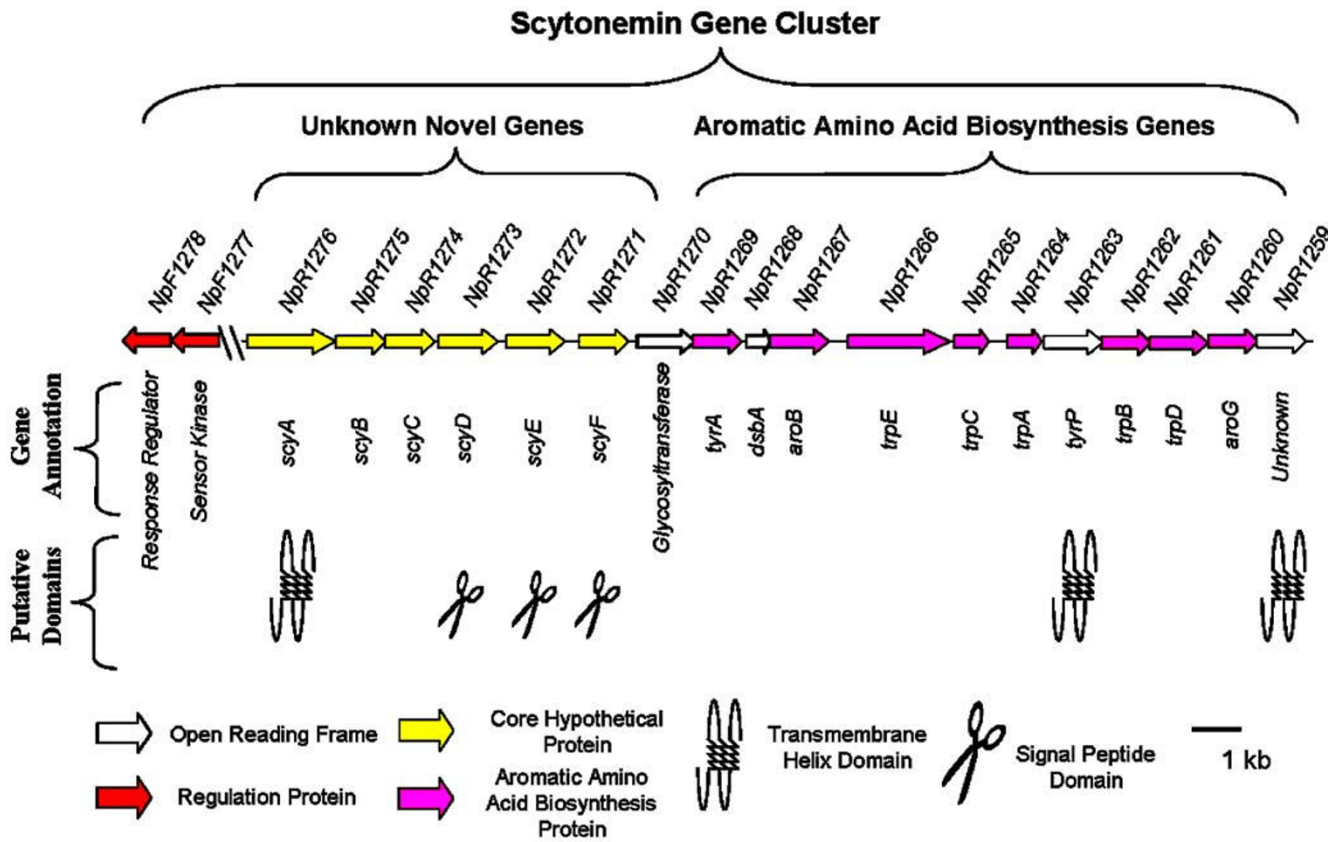 Scytonemin Gene Cluster
Unknown Novel Genes
Aromatic Amino Acid Biosynthesis Genes
NpF1278
NpF1277
NpR1276
NpR1275
NpR1274
NpR1273
NpR1272
NpR1271
NpR1270
NpR1269
NpR1268
NpR1267
NpR1266
NpR1265
NpR1264
NpR1263
NpR1262
NpR1261
NpR1260
NpR1259
Gene
Annotation
Response Regulator
Sensor Kinase
scyA
scyB
scyC
scyD
scyE
scyF
Glycosyltransferase
tyrA
dsbA
aroB
trpE
trpC
trpA
tyrP
trpB
trpD
aroG
Unknown
Putative
Domains
Open Reading Frame
Regulation Protein
Core Hypothetical
Protein
Aromatic Amino
Acid Biosynthesis
Protein
Transmembrane
Helix Domain
Signal Peptide
Domain
1 kb